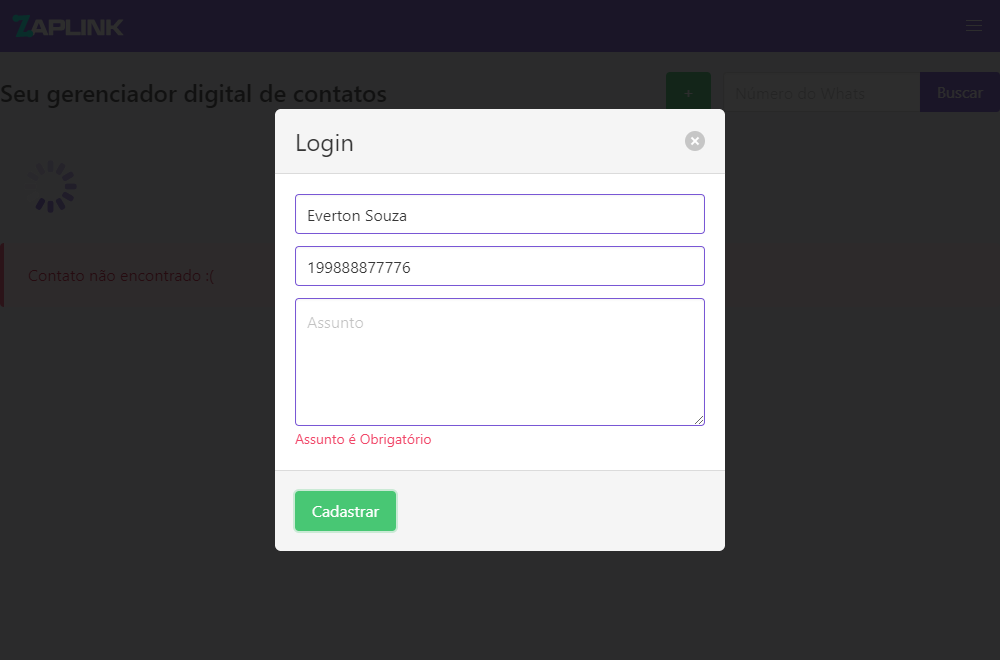 ZAPLINK
Seu gerenciador digital de contatos
+
Número do Whats
Buscar
Contato não encontrado :(
Login
Everton Souza
199888877776
Assunto
Assunto é Obrigatório
Cadastrar